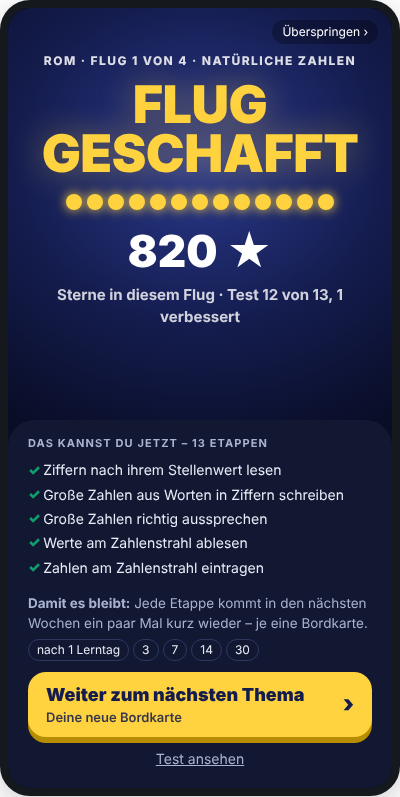 Überspringen ›
ROM · FLUG 1 VON 4 · NATÜRLICHE ZAHLEN
FLUG
GESCHAFFT
820 ★
Sterne in diesem Flug · Test 12 von 13, 1
verbessert
DAS KANNST DU JETZT – 13 ETAPPEN
✓ Ziffern nach ihrem Stellenwert lesen
✓ Große Zahlen aus Worten in Ziffern schreiben
✓ Große Zahlen richtig aussprechen
✓ Werte am Zahlenstrahl ablesen
✓ Zahlen am Zahlenstrahl eintragen
Damit es bleibt: Jede Etappe kommt in den nächsten
Wochen ein paar Mal kurz wieder – je eine Bordkarte.
nach 1 Lerntag 3 7 14 30
Weiter zum nächsten Thema ›
Deine neue Bordkarte
Test ansehen